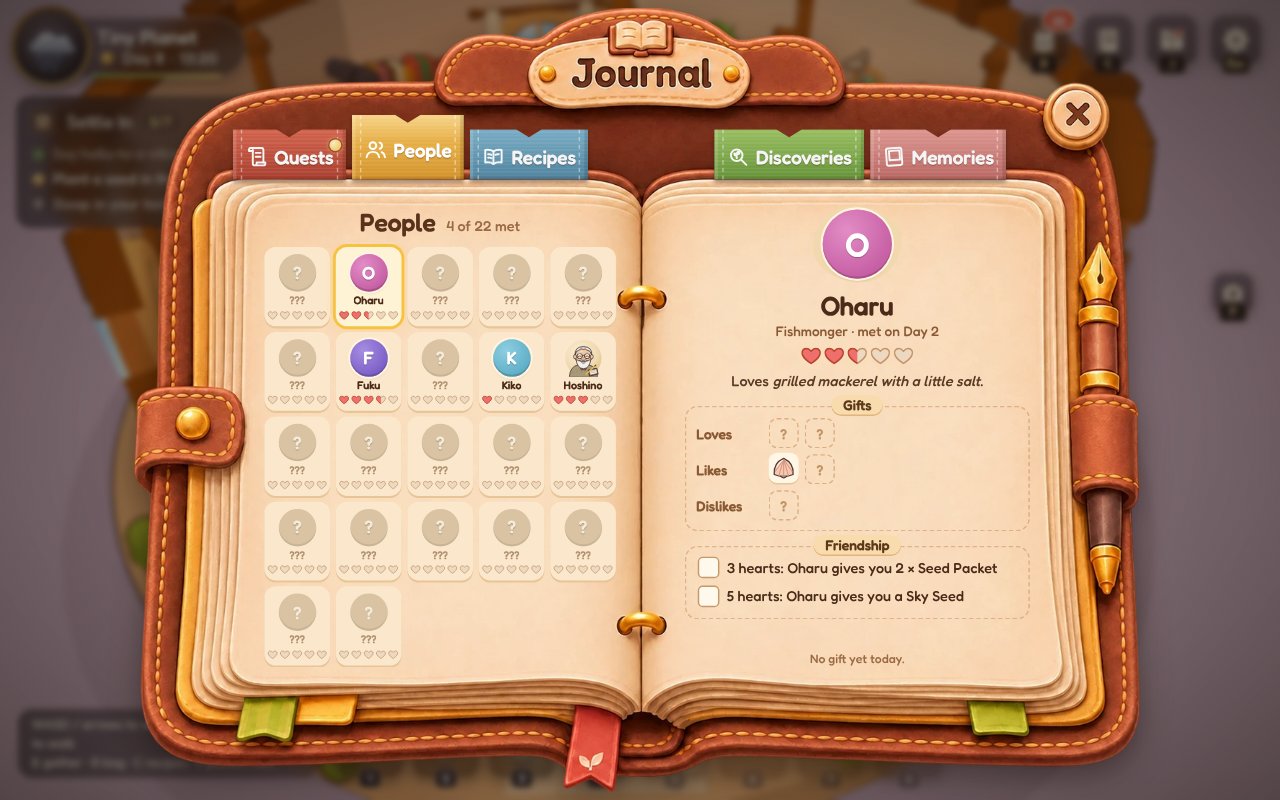 Tiny Planet
Journal
Quests
People
Recipes
Discoveries
Memories
People 4 of 22 met
? O ? ? ?
??? Oharu ??? ??? ???
? F ? K
??? Fuku ??? Kiko Hoshino
? ? ? ? ?
??? ??? ??? ??? ???
? ? ? ? ?
??? ??? ??? ??? ???
? ?
??? ???
O
Oharu
Fishmonger · met on Day 2
Loves grilled mackerel with a little salt.
Gifts
Loves ? ?
Likes ?
Dislikes ?
Friendship
3 hearts: Oharu gives you 2 × Seed Packet
5 hearts: Oharu gives you a Sky Seed
No gift yet today.